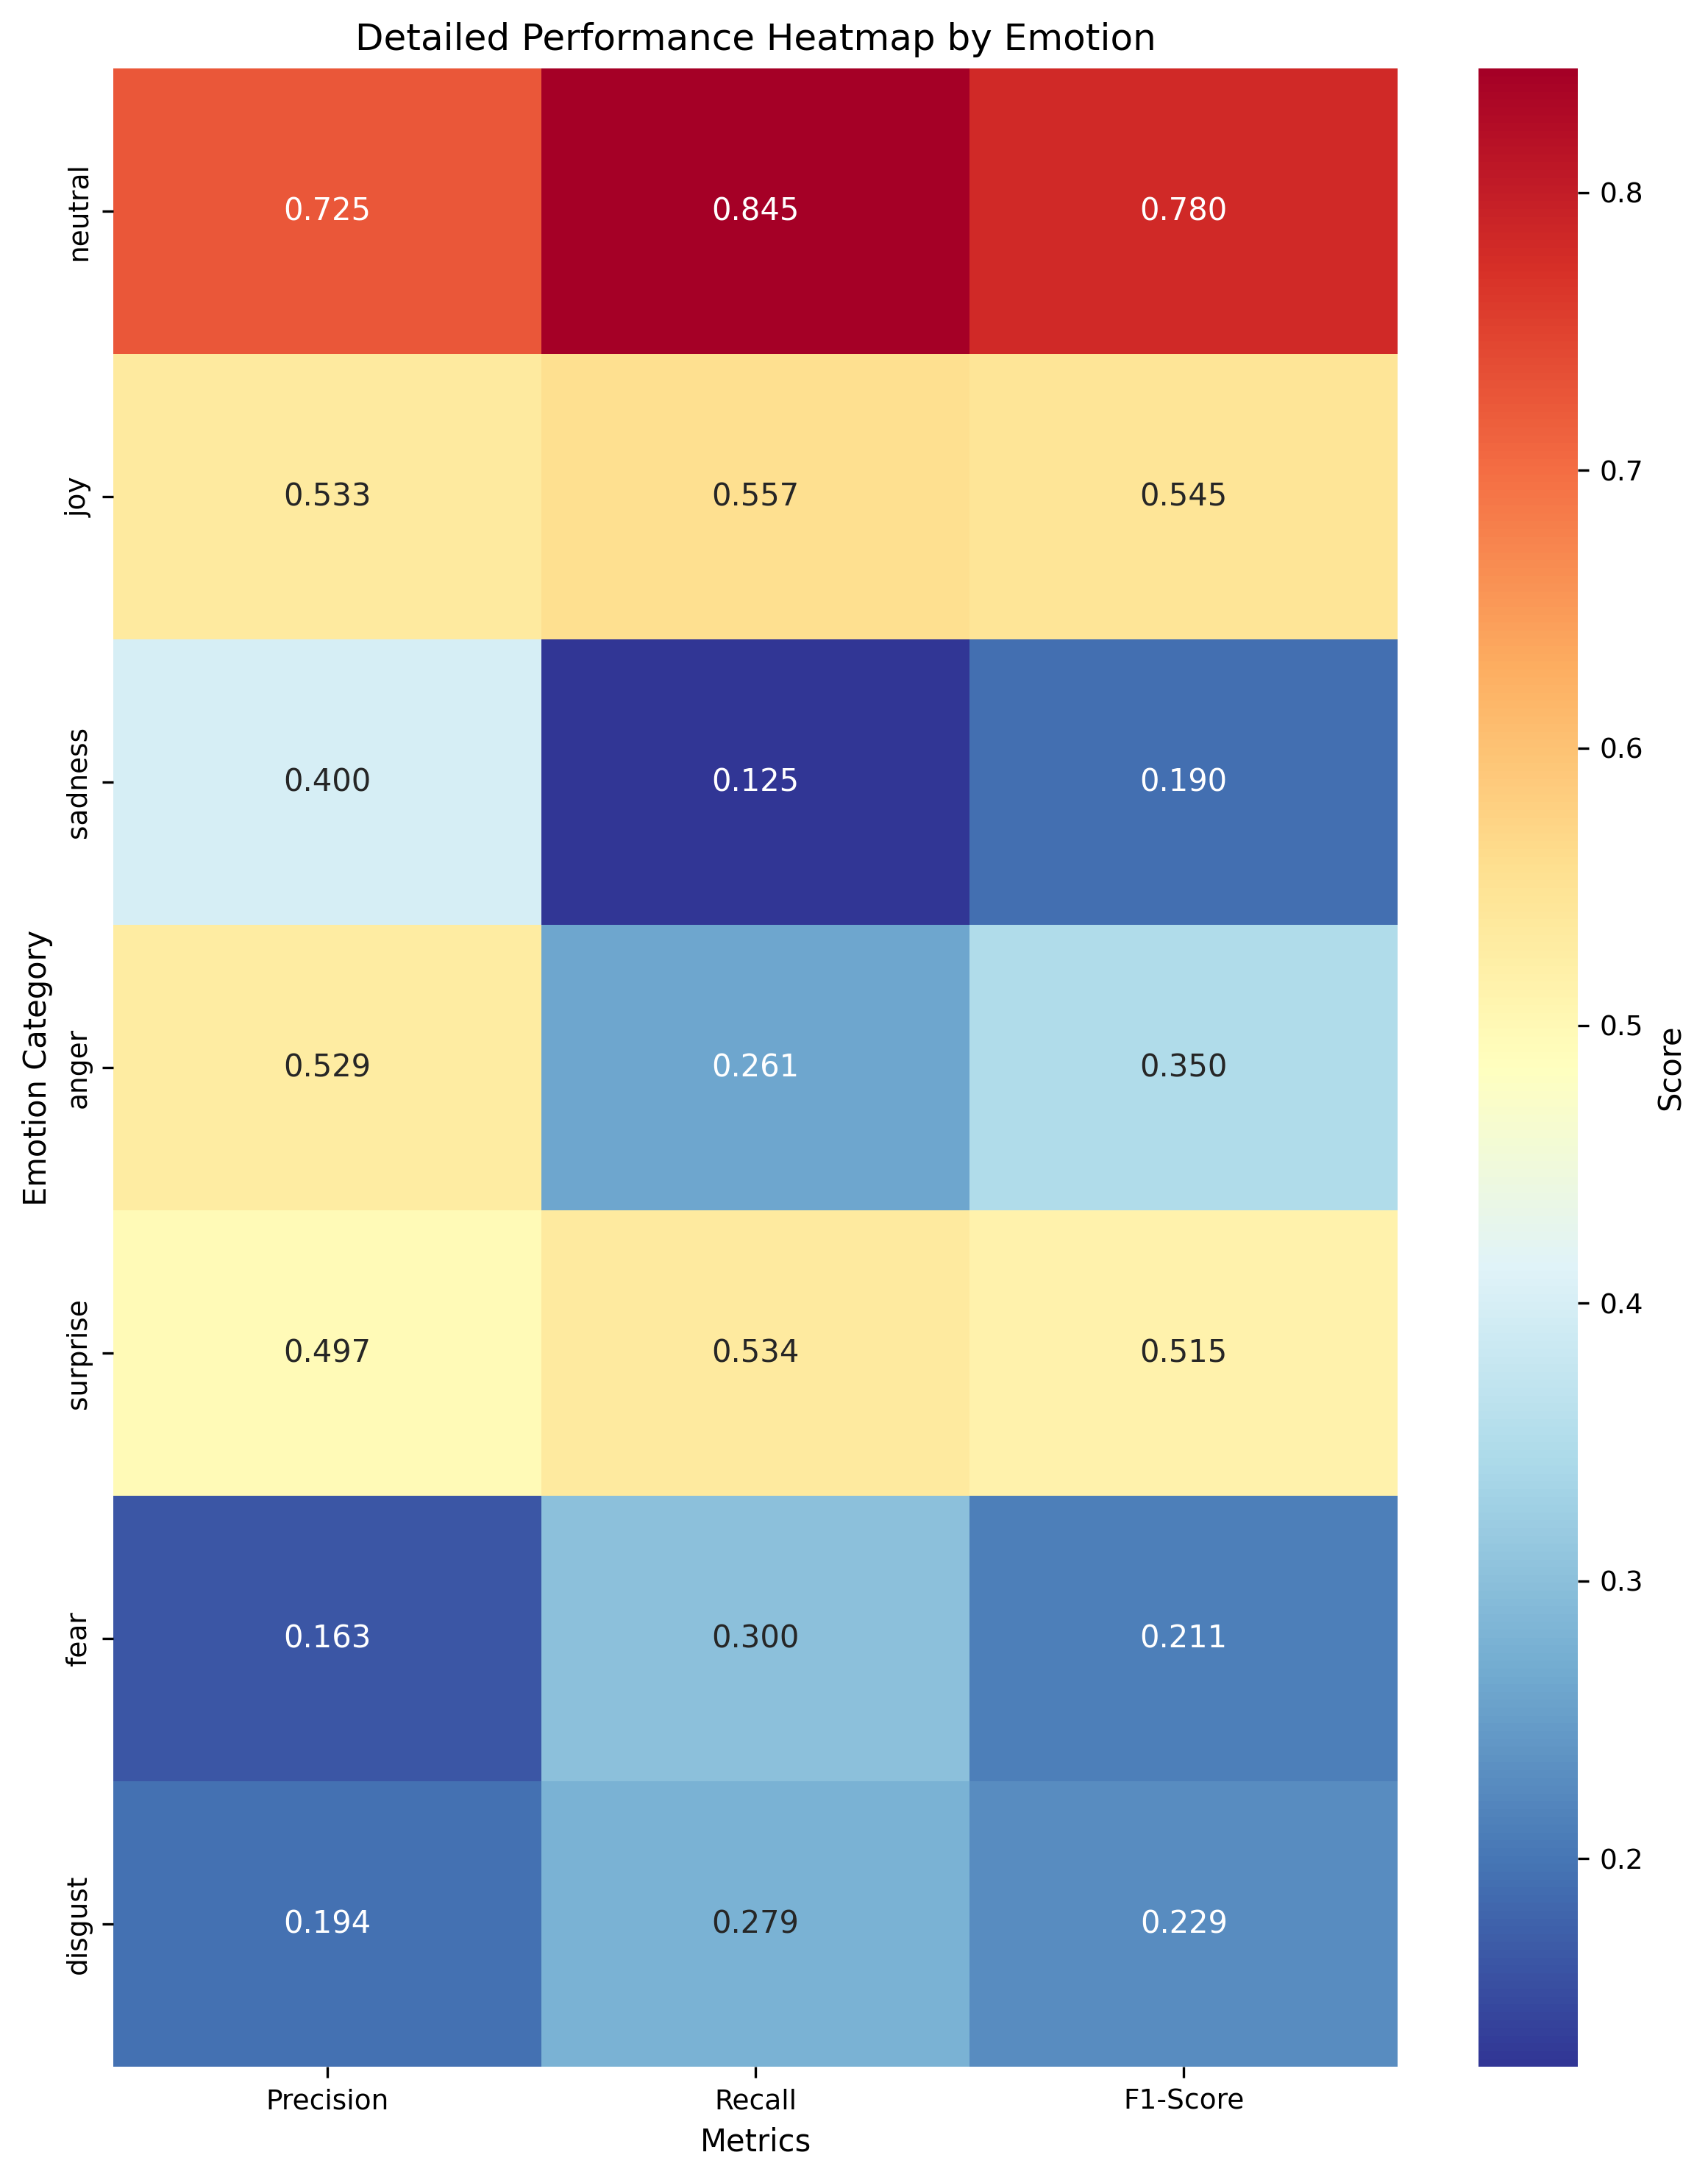 Detailed Performance Heatmap by Emotion
Emotion Category
neutral
0.725 0.845 0.780
joy
0.533 0.557 0.545
sadness
0.400 0.125 0.190
anger
0.529 0.261 0.350
surprise
0.497 0.534 0.515
fear
0.163 0.300 0.211
disgust
0.194 0.279 0.229
Precision Recall F1-Score
Metrics
0.8
0.7
0.6
0.5
0.4
0.3
0.2
Score